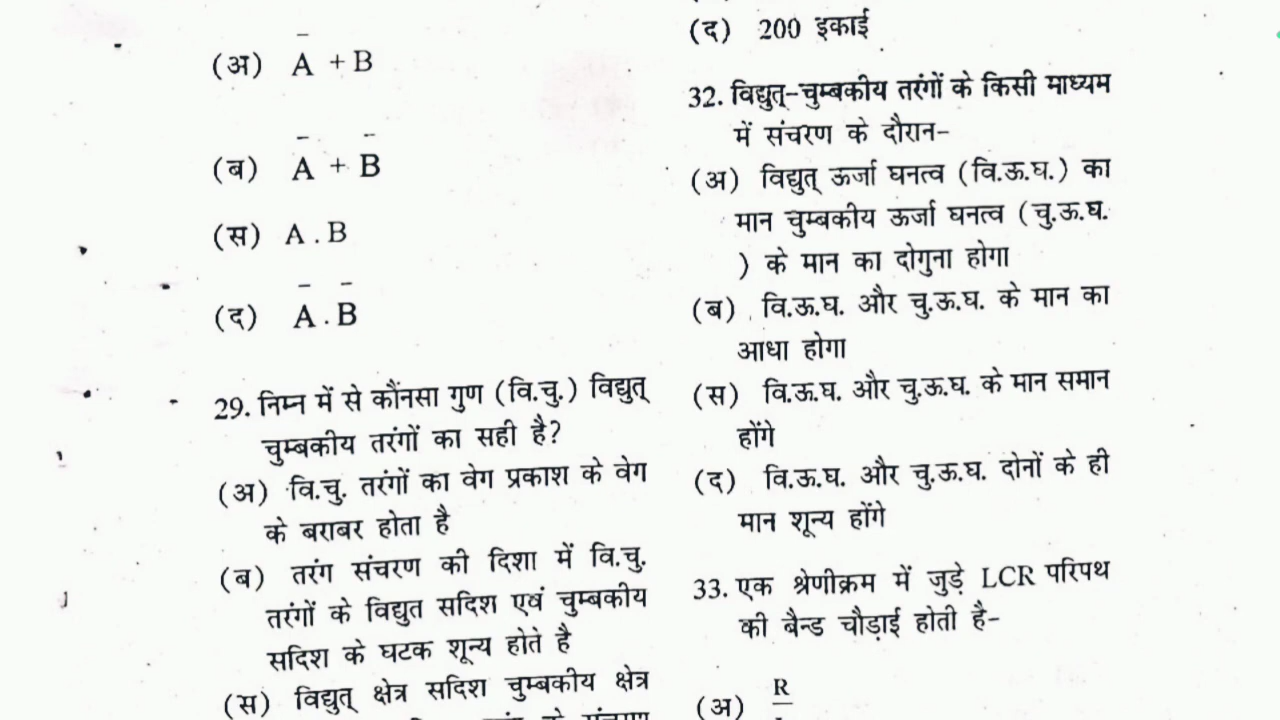 (अ) A̅ + B
(ब) A̅ + B̅
(स) A . B
(द) A̅ . B̅
29. निम्न में से कौंनसा गुण (वि.चु.) विद्युत्
चुम्बकीय तरंगों का सही है?
(अ) वि.चु. तरंगों का वेग प्रकाश के वेग
के बराबर होता है
(ब) तरंग संचरण की दिशा में वि.चु.
तरंगों के विद्युत सदिश एवं चुम्बकीय
सदिश के घटक शून्य होते है
(स) विद्युत् क्षेत्र सदिश चुम्बकीय क्षेत्र
(द) 200 इकाई
32. विद्युत्-चुम्बकीय तरंगों के किसी माध्यम
में संचरण के दौरान-
(अ) विद्युत् ऊर्जा घनत्व (वि.ऊ.घ.) का
मान चुम्बकीय ऊर्जा घनत्व (चु.ऊ.घ.
) के मान का दोगुना होगा
(ब) वि.ऊ.घ. और चु.ऊ.घ. के मान का
आधा होगा
(स) वि.ऊ.घ. और चु.ऊ.घ. के मान समान
होंगे
(द) वि.ऊ.घ. और चु.ऊ.घ. दोनों के ही
मान शून्य होंगे
33. एक श्रेणीक्रम में जुड़े LCR परिपथ
की बैन्ड चौड़ाई होती है-
(अ) R